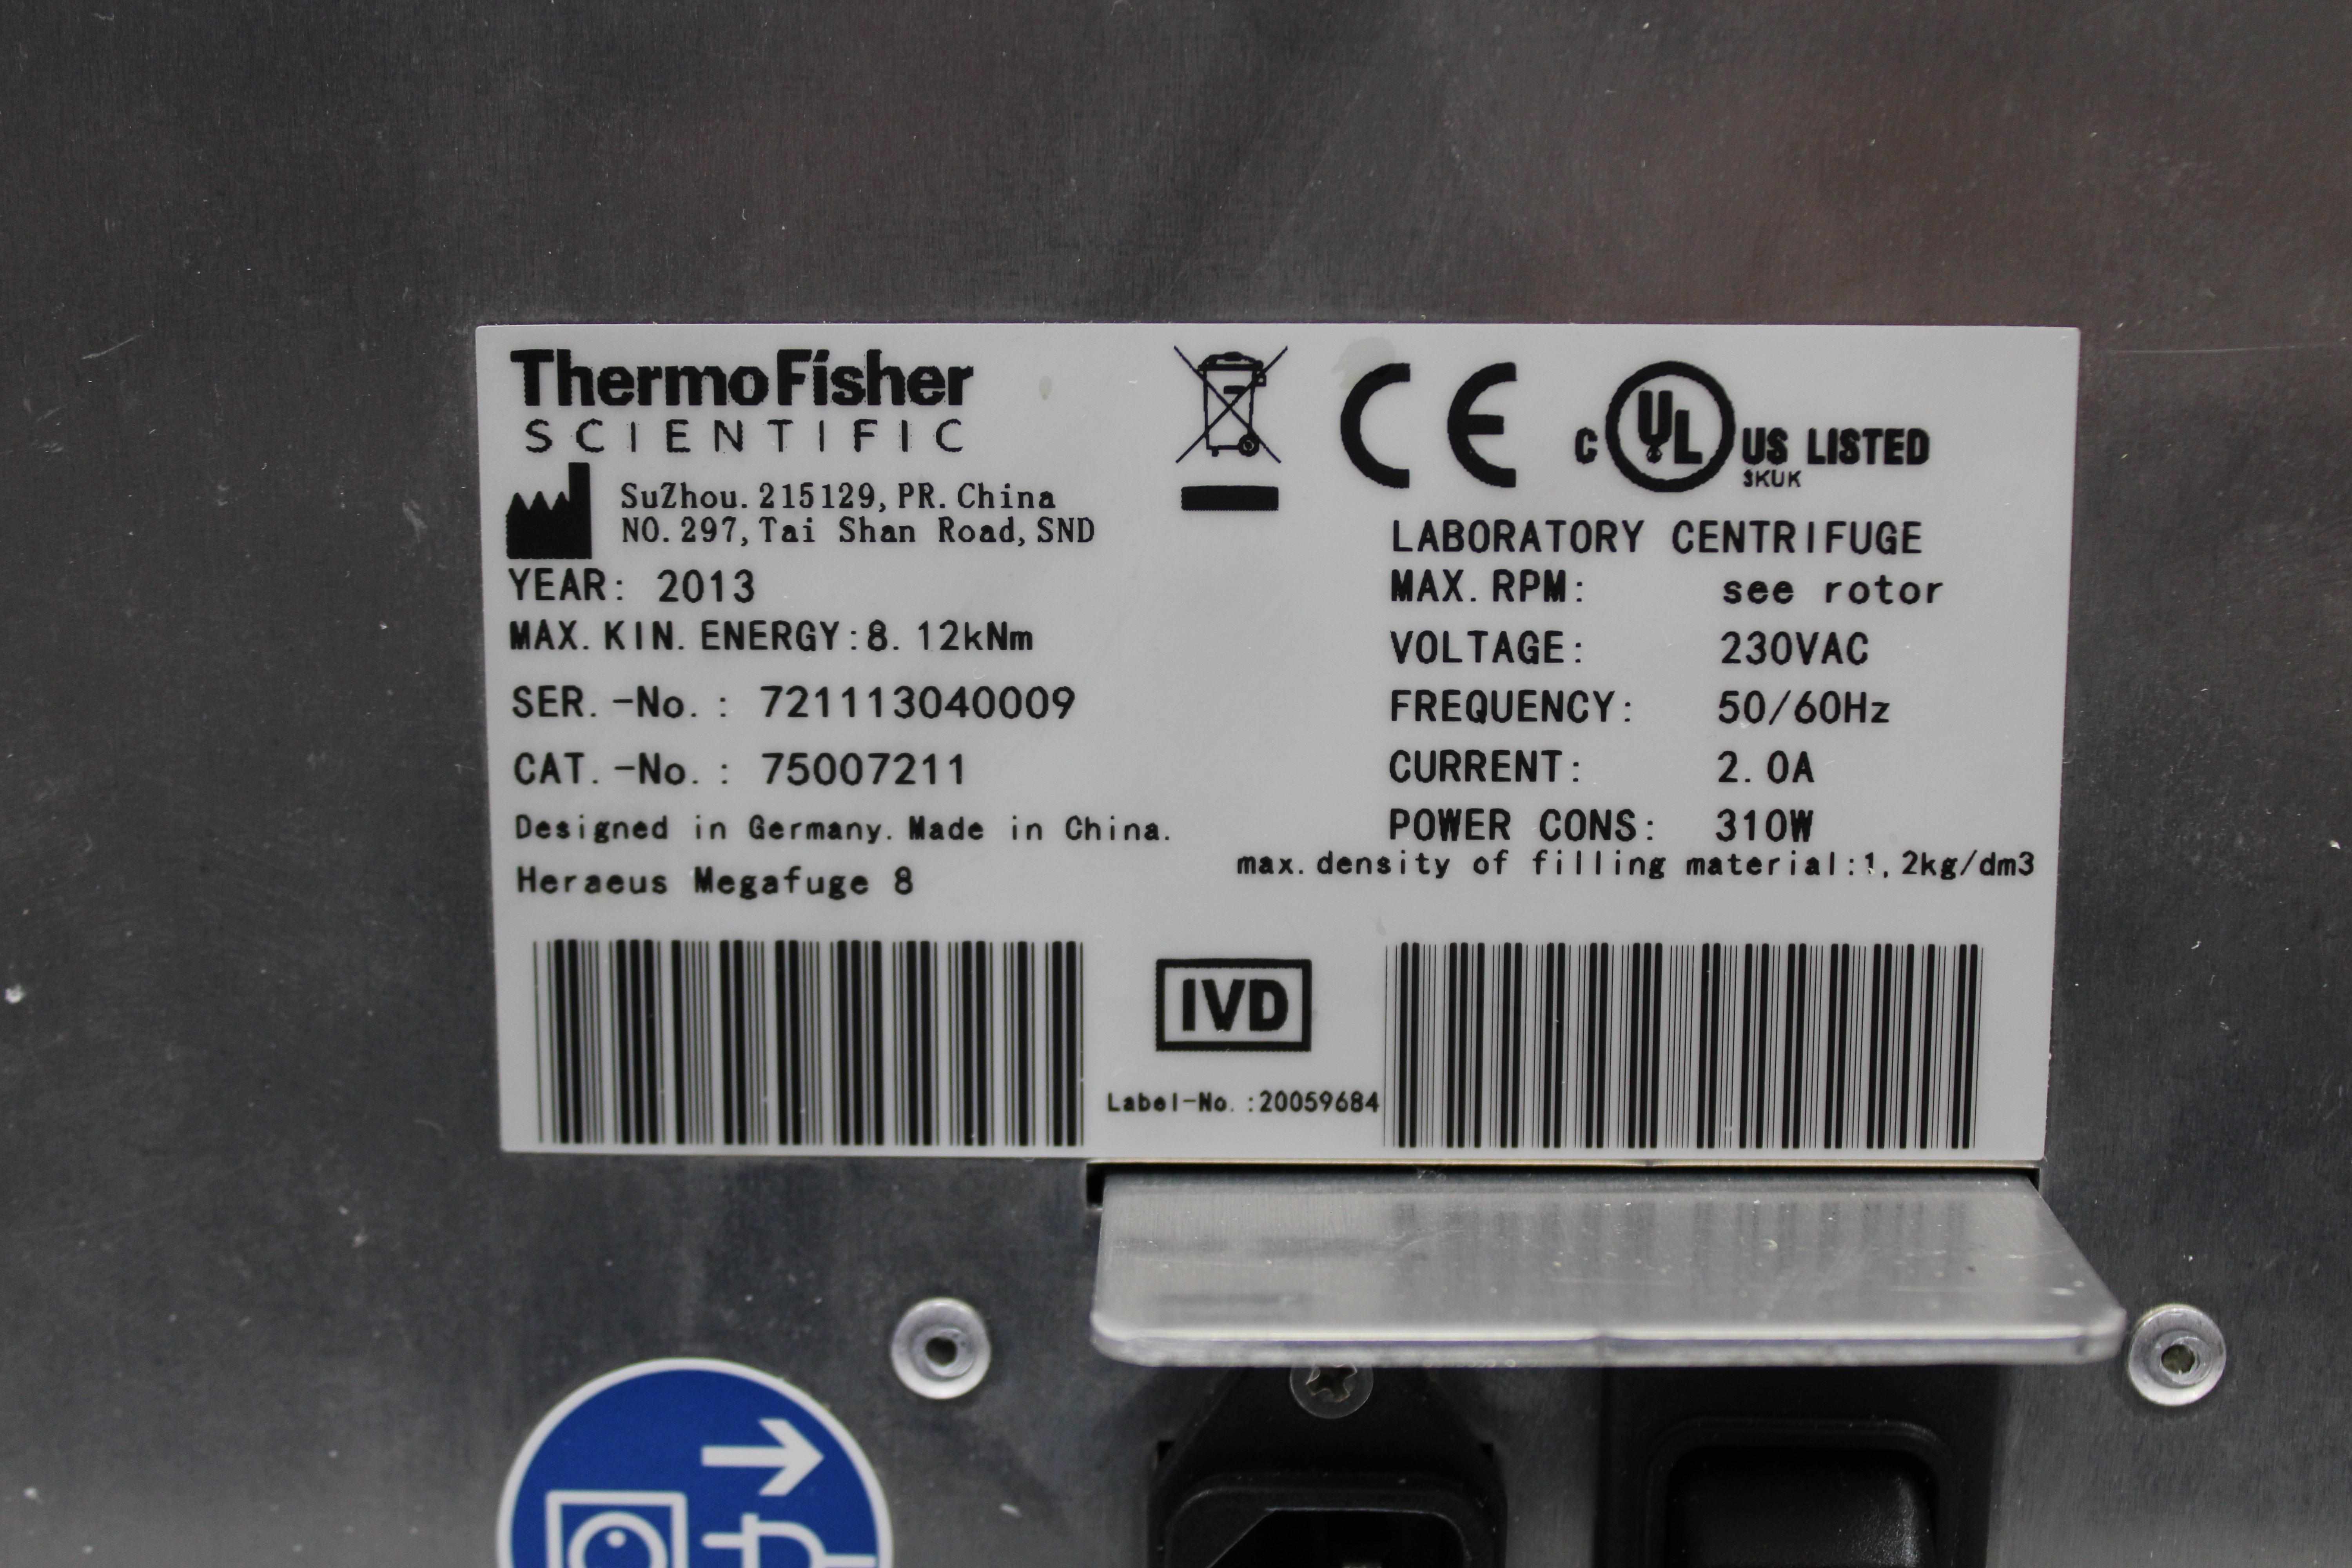 ThermoFisher
SCIENTIFIC
SuZhou. 215129, PR. China
NO. 297, Tai Shan Road, SND
YEAR: 2013
MAX. KIN. ENERGY:8. 12kNm
SER. -No. : 721113040009
CAT. -No. : 75007211
Designed in Germany. Made in China.
Heraeus Megafuge 8
CE
C UL US LISTED
3KUK
LABORATORY CENTRIFUGE
MAX. RPM: see rotor
VOLTAGE: 230VAC
FREQUENCY: 50/60Hz
CURRENT: 2. 0A
POWER CONS: 310W
max. density of filling material:1, 2kg/dm3
IVD
Label-No. :20059684